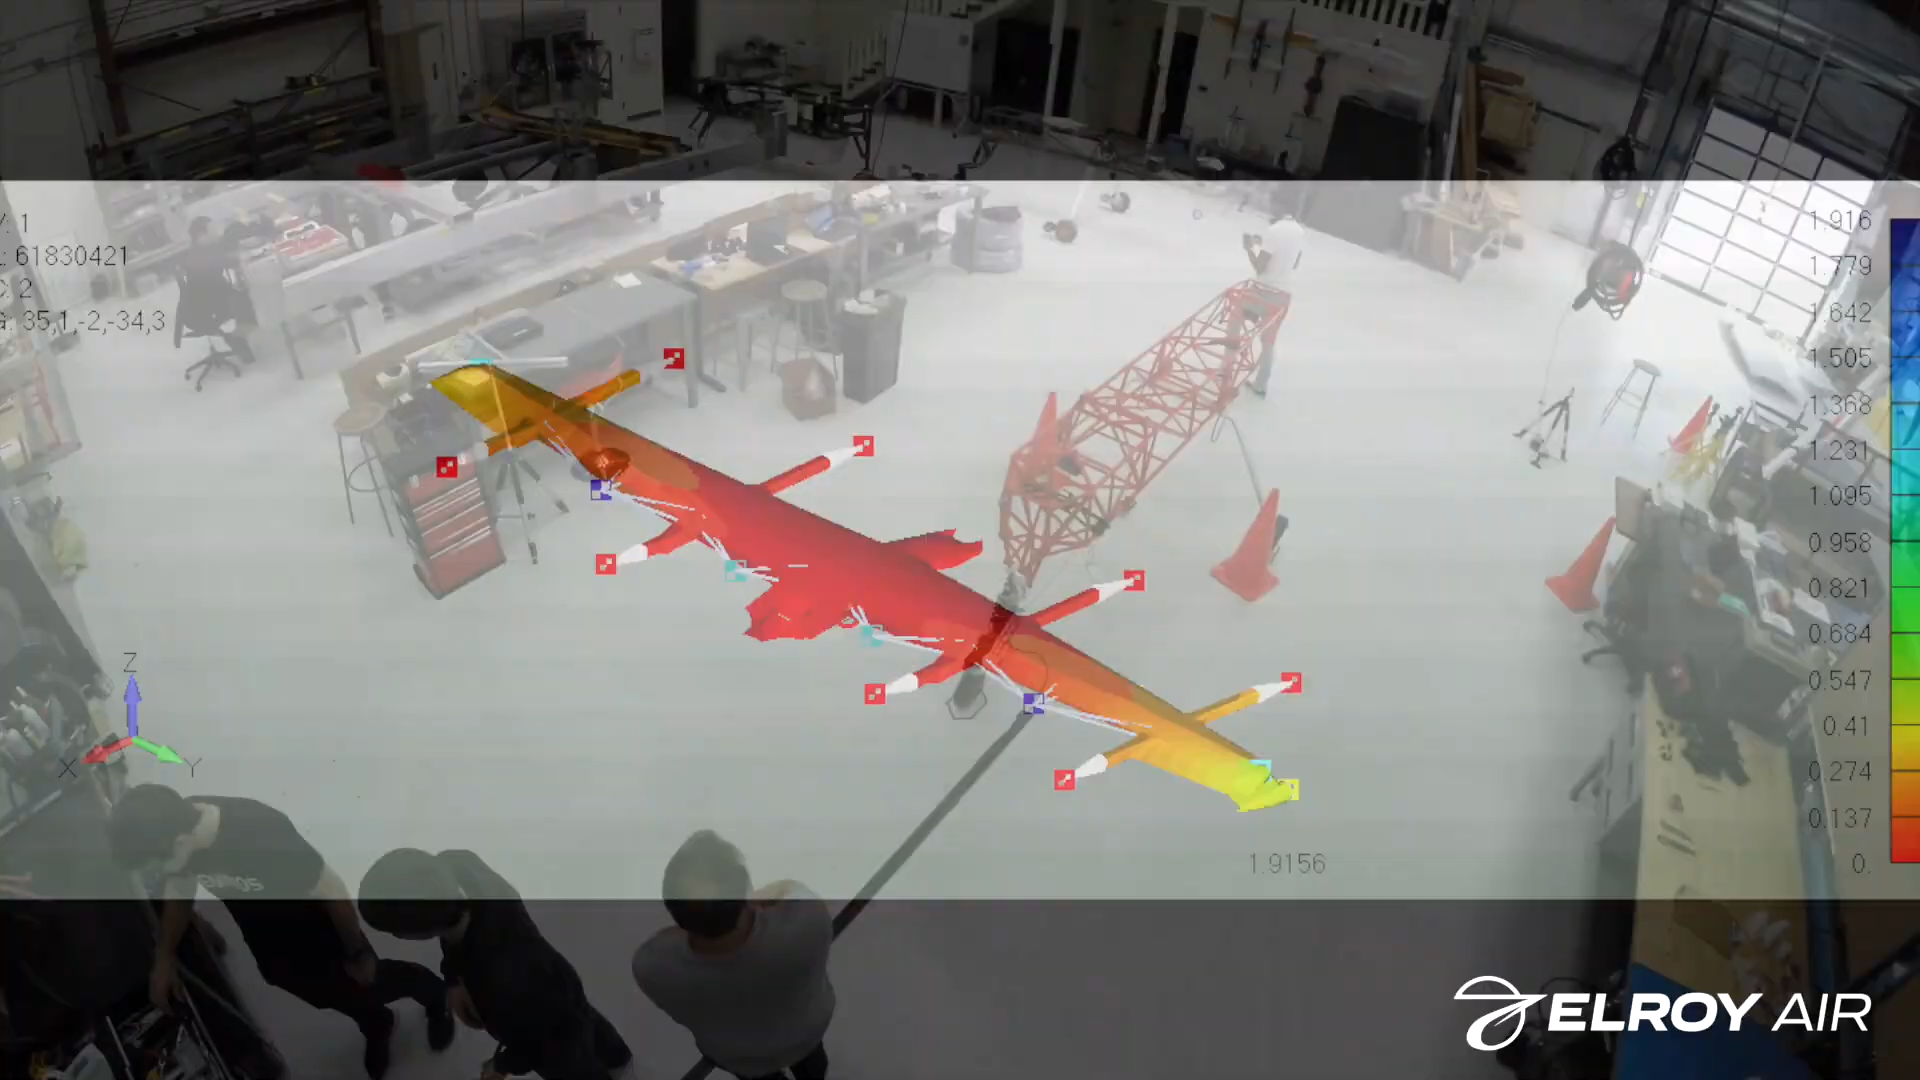 V: 1
L: 61830421
C: 2
G: 35,1,-2,-34,3
1.916
1.779
1.642
1.505
1.368
1.231
1.095
0.958
0.821
0.684
0.547
0.41
0.274
0.137
0.
Z
X
Y
1.9156
ELROY AIR